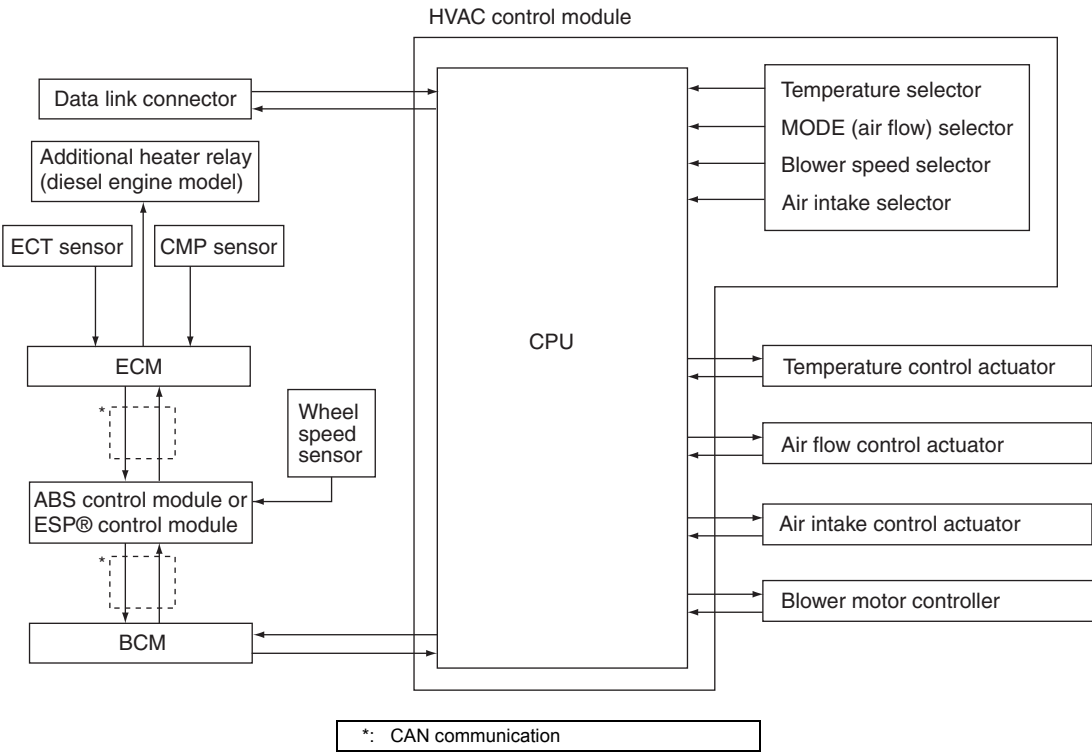 HVAC control module
Data link connector
Additional heater relay
(diesel engine model)
ECT sensor
CMP sensor
ECM
*
Wheel
speed
sensor
ABS control module or
ESP® control module
*
BCM
CPU
Temperature selector
MODE (air flow) selector
Blower speed selector
Air intake selector
Temperature control actuator
Air flow control actuator
Air intake control actuator
Blower motor controller
*: CAN communication